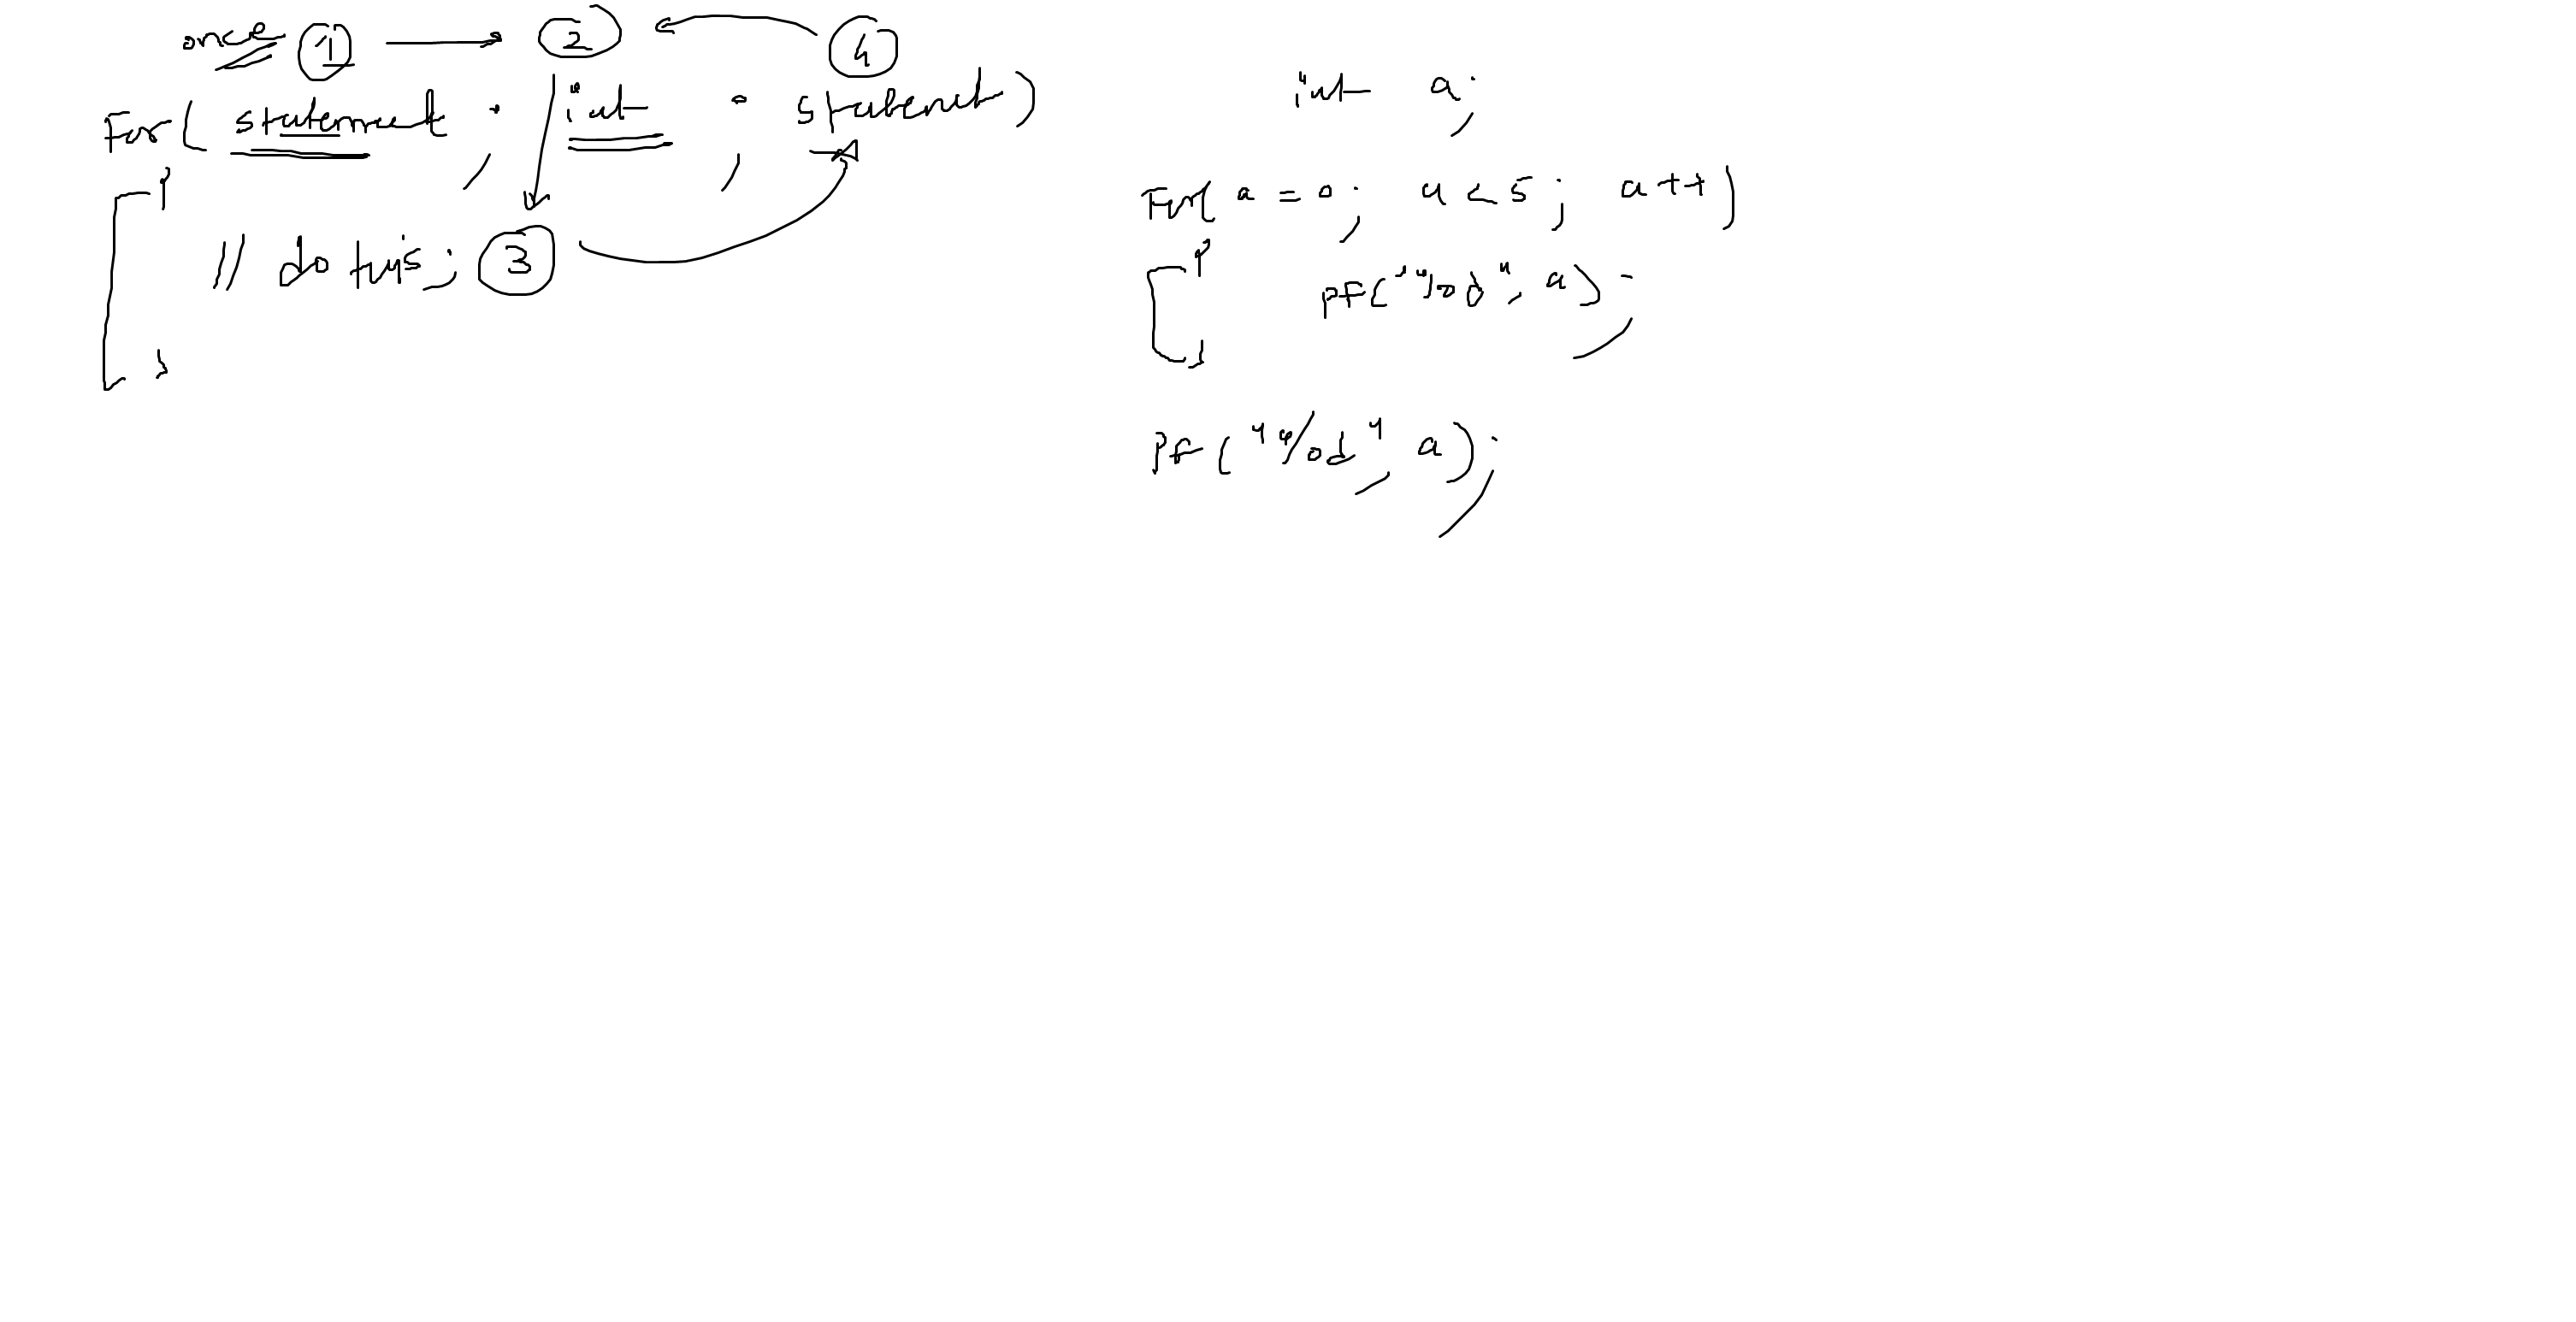 once 1 2 4
For( statement ; int ; statement )
{
// do this; 3
}
int a;
For( a = 0; a < 5; a++)
{
pf("%d", a);
}
Pf("%d", a);